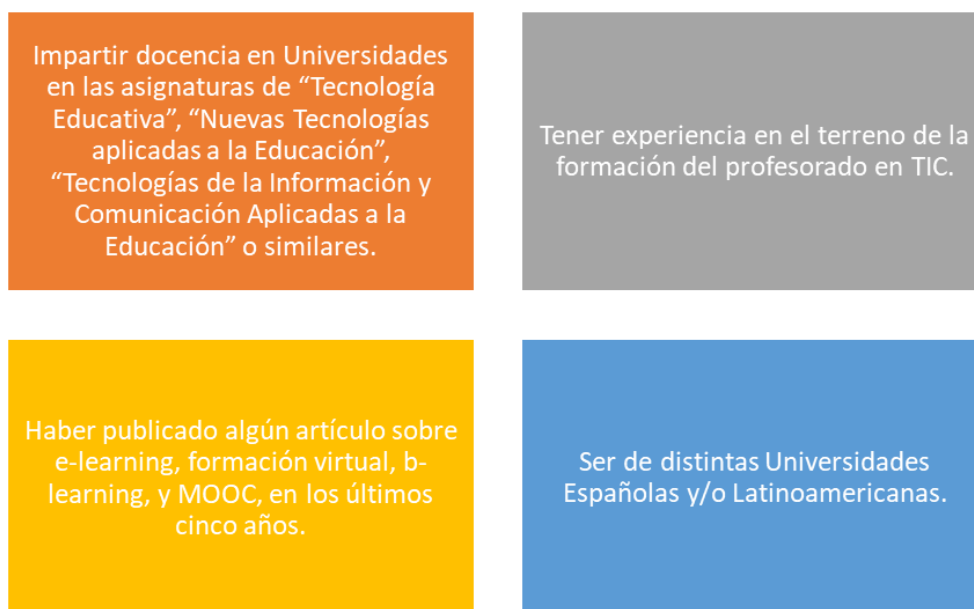 Impartir docencia en Universidades
en las asignaturas de “Tecnología
Educativa”, “Nuevas Tecnologías
aplicadas a la Educación”,
“Tecnologías de la Información y
Comunicación Aplicadas a la
Educación” o similares.
Tener experiencia en el terreno de la
formación del profesorado en TIC.
Haber publicado algún artículo sobre
e-learning, formación virtual, b-
learning, y MOOC, en los últimos
cinco años.
Ser de distintas Universidades
Españolas y/o Latinoamericanas.